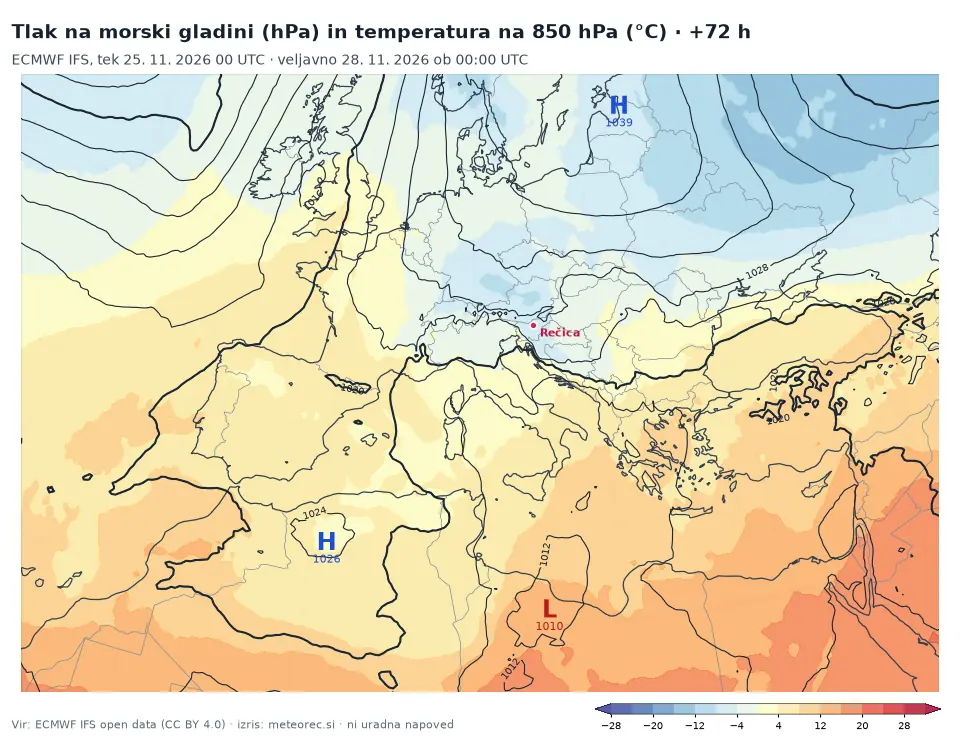 Tlak na morski gladini (hPa) in temperatura na 850 hPa (°C) · +72 h
ECMWF IFS, tek 25. 11. 2026 00 UTC · veljavno 28. 11. 2026 ob 00:00 UTC
H
1039
1028
Rečica
1020
1024
H
1026
1012
L
1010
1012
−28 −20 −12 −4 4 12 20 28
Vir: ECMWF IFS open data (CC BY 4.0) · izris: meteorec.si · ni uradna napoved